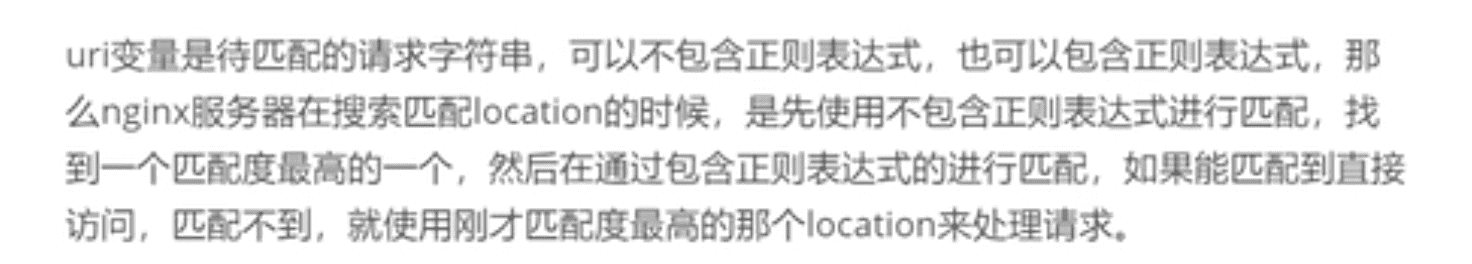 uri变量是待匹配的请求字符串，可以不包含正则表达式，也可以包含正则表达式，那
么nginx服务器在搜索匹配location的时候，是先使用不包含正则表达式进行匹配，找
到一个匹配度最高的一个，然后在通过包含正则表达式的进行匹配，如果能匹配到直接
访问，匹配不到，就使用刚才匹配度最高的那个location来处理请求。